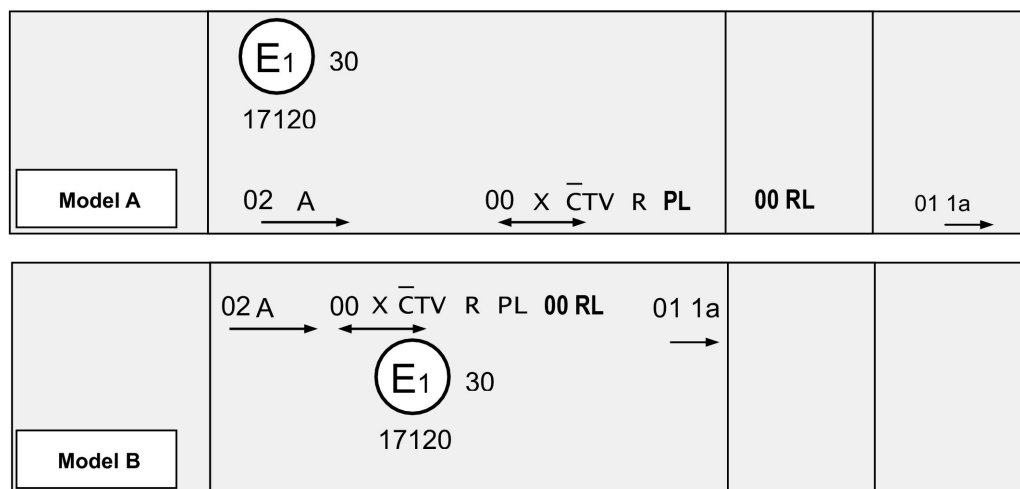 E1 30
17120
Model A
02 A 00 X C̅TV R PL 00 RL 01 1a
02 A 00 X C̅TV R PL 00 RL 01 1a
E1 30
17120
Model B